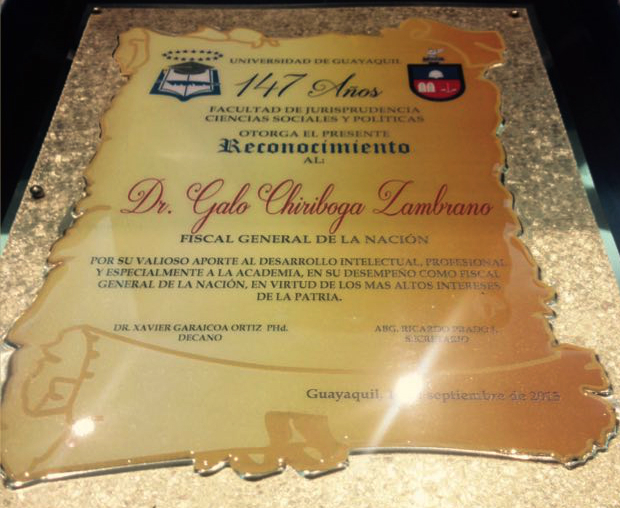 UNIVERSIDAD DE GUAYAQUIL
147 Años
FACULTAD DE JURISPRUDENCIA
CIENCIAS SOCIALES Y POLÍTICAS
OTORGA EL PRESENTE
Reconocimiento
AL:
Dr. Galo Chiriboga Zambrano
FISCAL GENERAL DE LA NACIÓN
POR SU VALIOSO APORTE AL DESARROLLO INTELECTUAL, PROFESIONAL
Y ESPECIALMENTE A LA ACADEMIA, EN SU DESEMPEÑO COMO FISCAL
GENERAL DE LA NACIÓN, EN VIRTUD DE LOS MAS ALTOS INTERESES
DE LA PATRIA.
DR. XAVIER GARAICOA ORTIZ PHd. ABG. RICARDO PRADO
DECANO SECRETARIO
Guayaquil, septiembre de